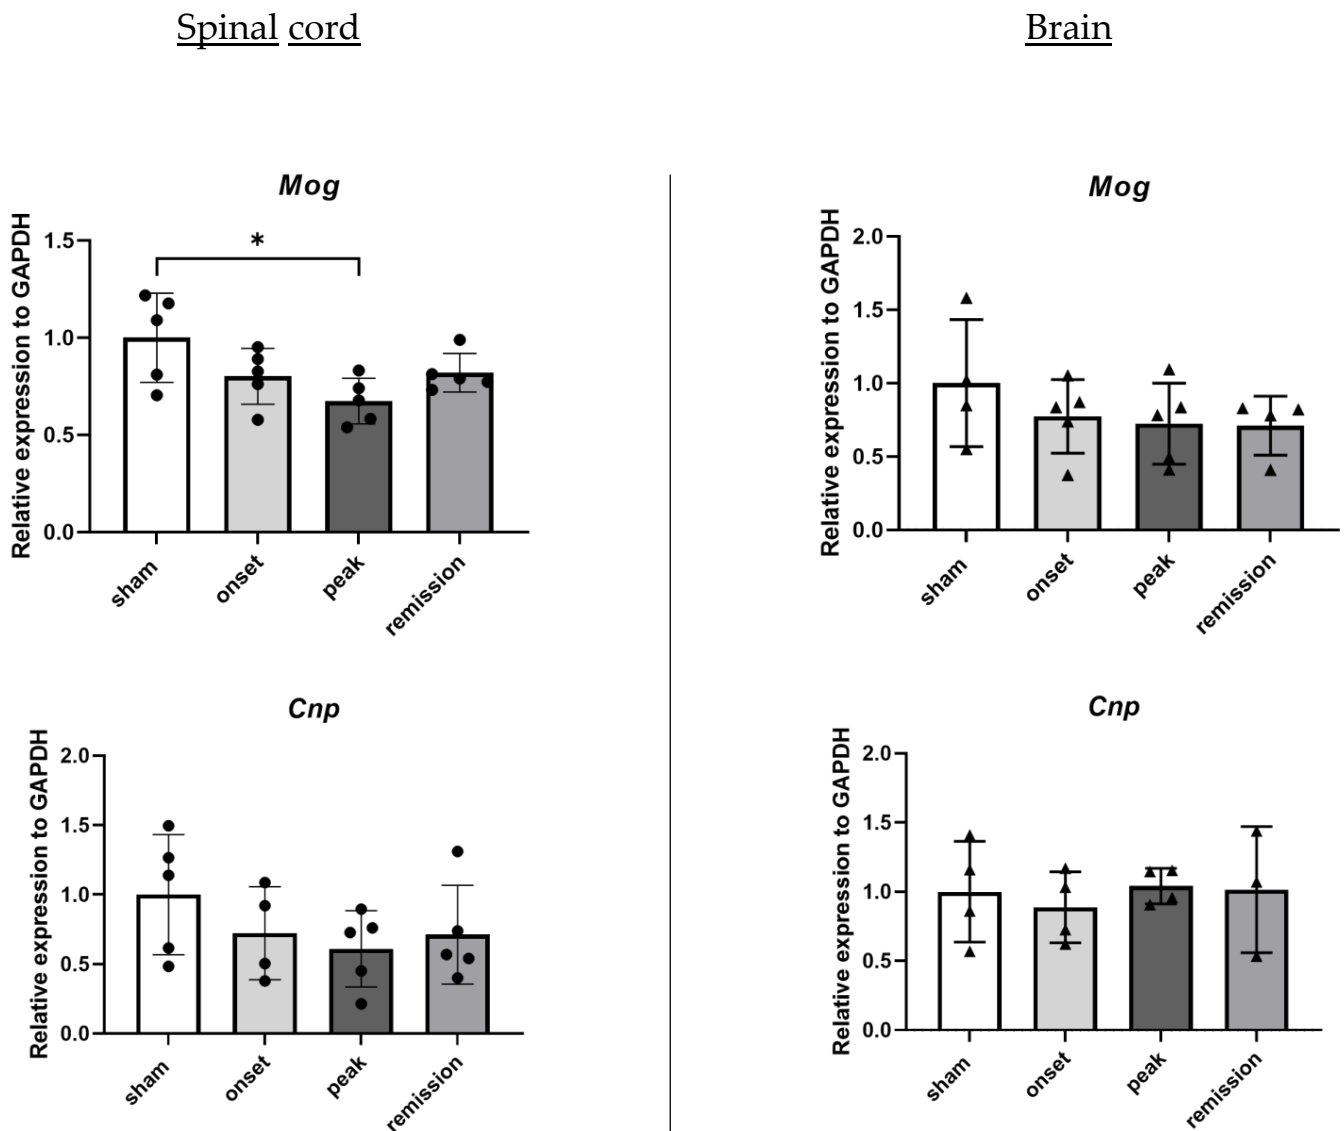 Spinal cord
Brain
Mog
Relative expression to GAPDH
1.5
1.0
0.5
0.0
*
sham
onset
peak
remission
Mog
Relative expression to GAPDH
2.0
1.5
1.0
0.5
0.0
sham
onset
peak
remission
Cnp
Relative expression to GAPDH
2.0
1.5
1.0
0.5
0.0
sham
onset
peak
remission
Cnp
Relative expression to GAPDH
2.0
1.5
1.0
0.5
0.0
sham
onset
peak
remission